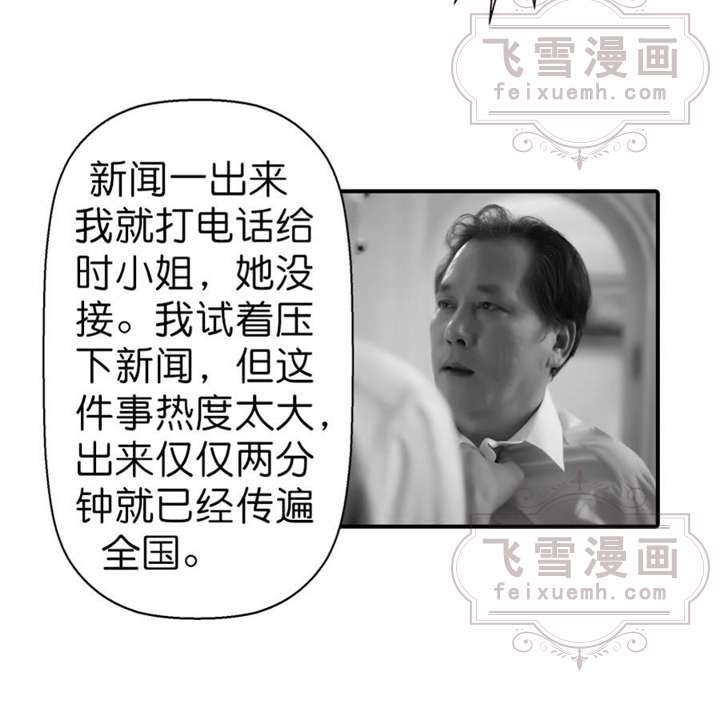 飞雪漫画
feixuemh.com
新闻一出来
我就打电话给
时小姐，她没
接。我试着压
下新闻，但这
件事热度太大，
出来仅仅两分
钟就已经传遍
全国。
飞雪漫画
feixuemh.com